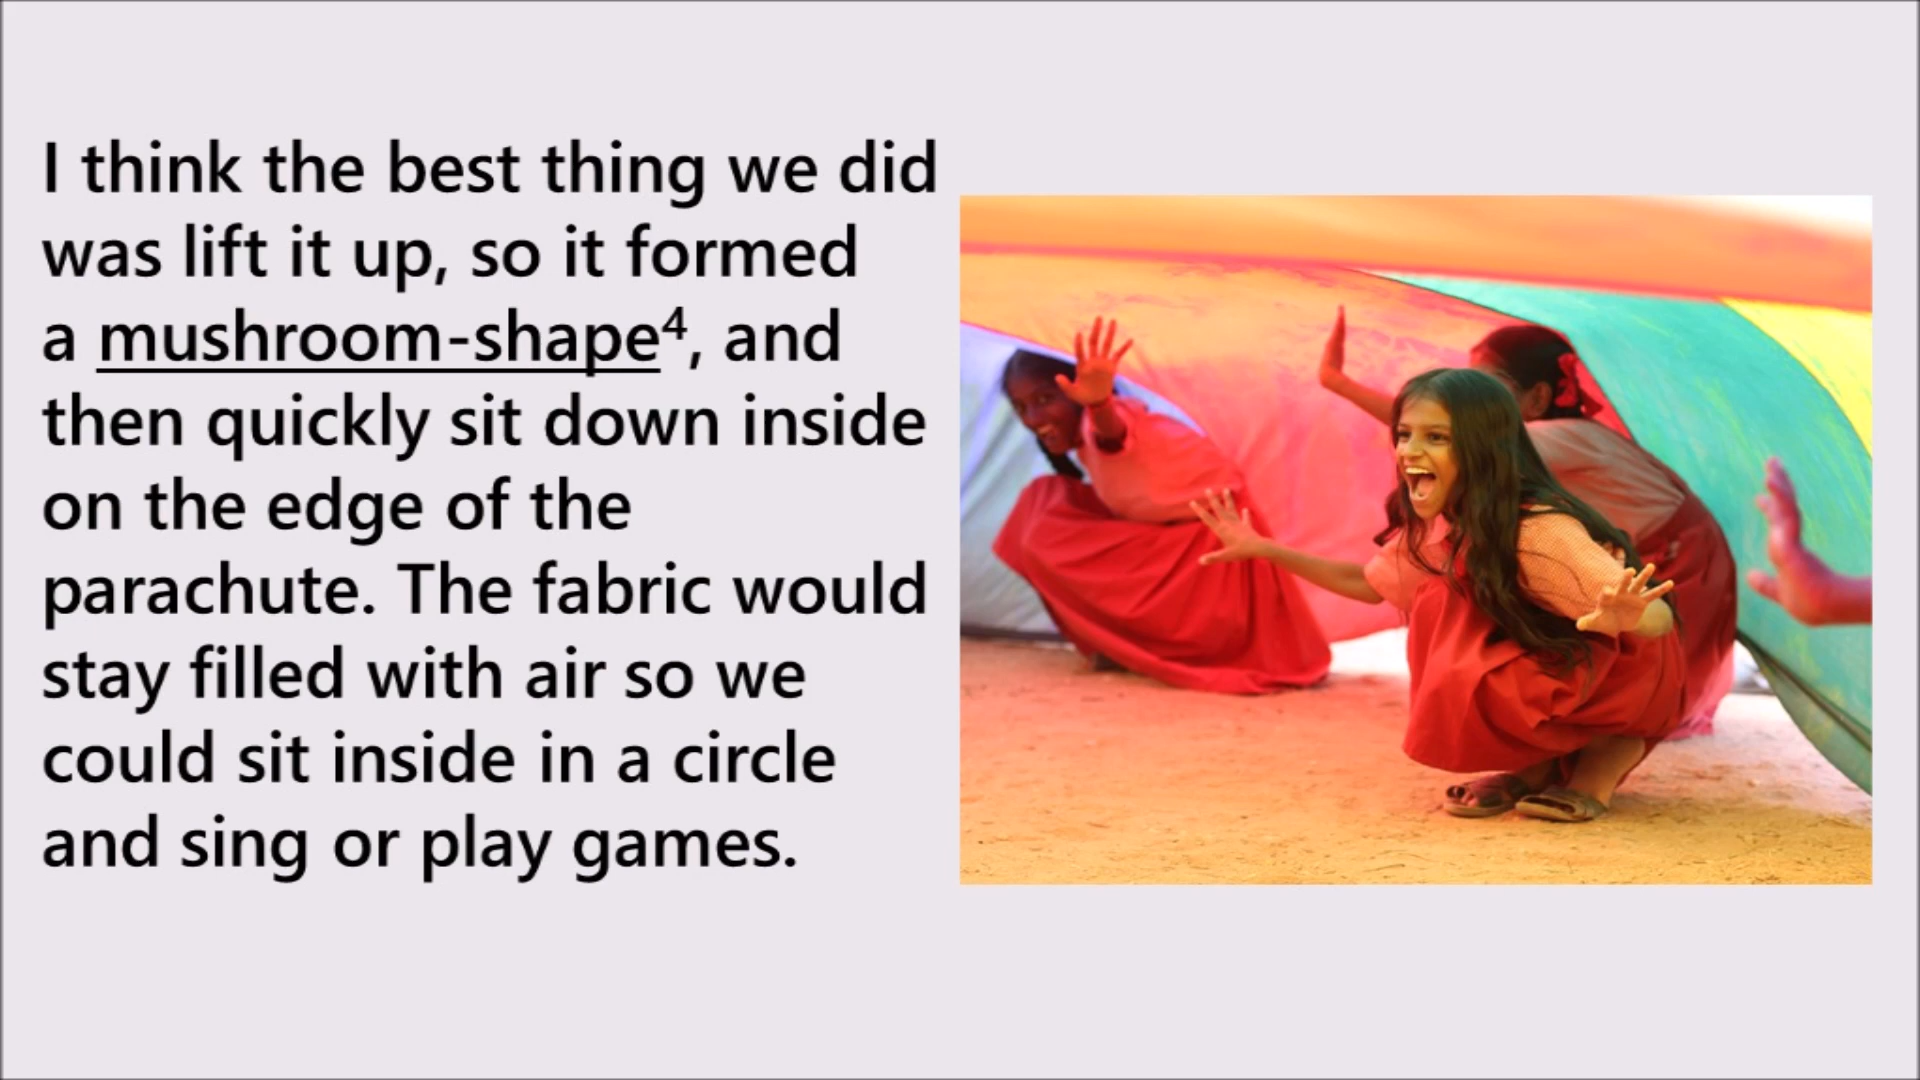 I think the best thing we did
was lift it up, so it formed
a mushroom-shape⁴, and
then quickly sit down inside
on the edge of the
parachute. The fabric would
stay filled with air so we
could sit inside in a circle
and sing or play games.